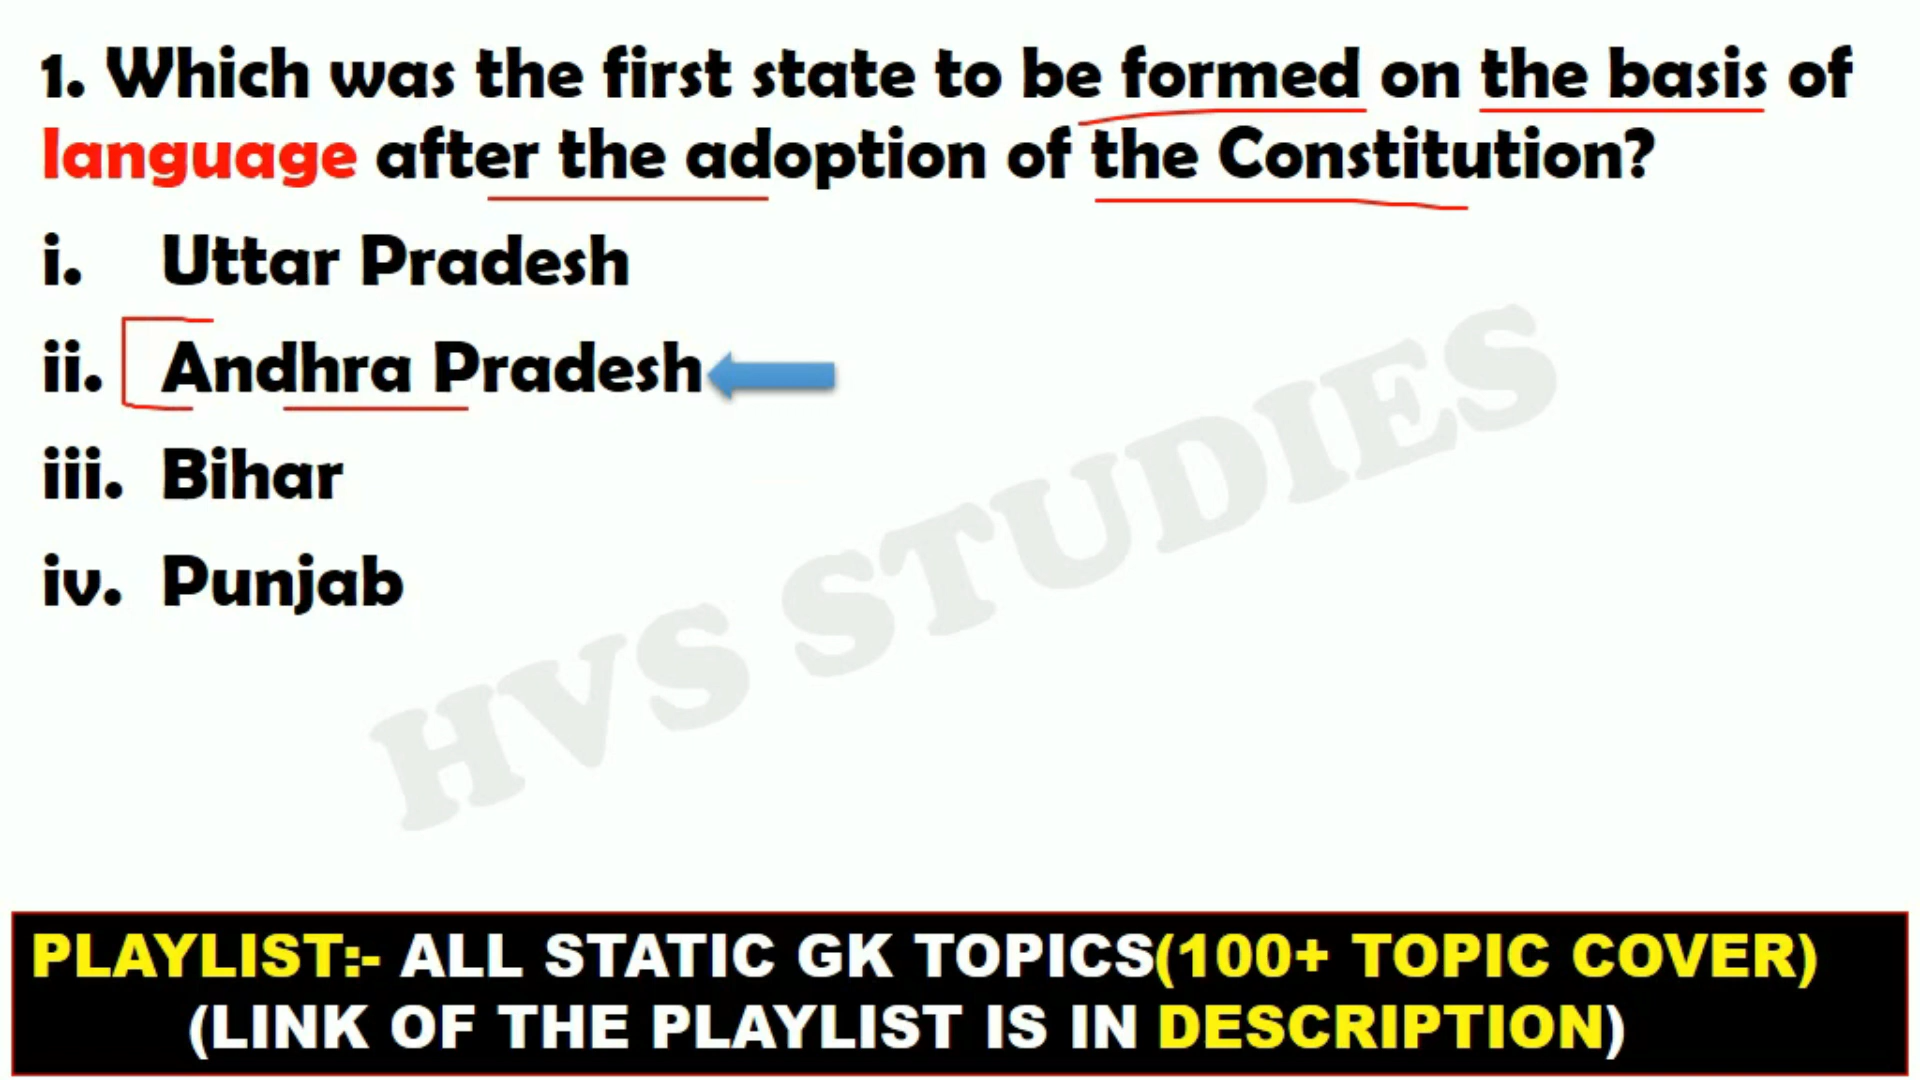 1. Which was the first state to be formed on the basis of
language after the adoption of the Constitution?
i. Uttar Pradesh
ii. Andhra Pradesh
iii. Bihar
iv. Punjab
HVS STUDIES
PLAYLIST:- ALL STATIC GK TOPICS(100+ TOPIC COVER)
(LINK OF THE PLAYLIST IS IN DESCRIPTION)